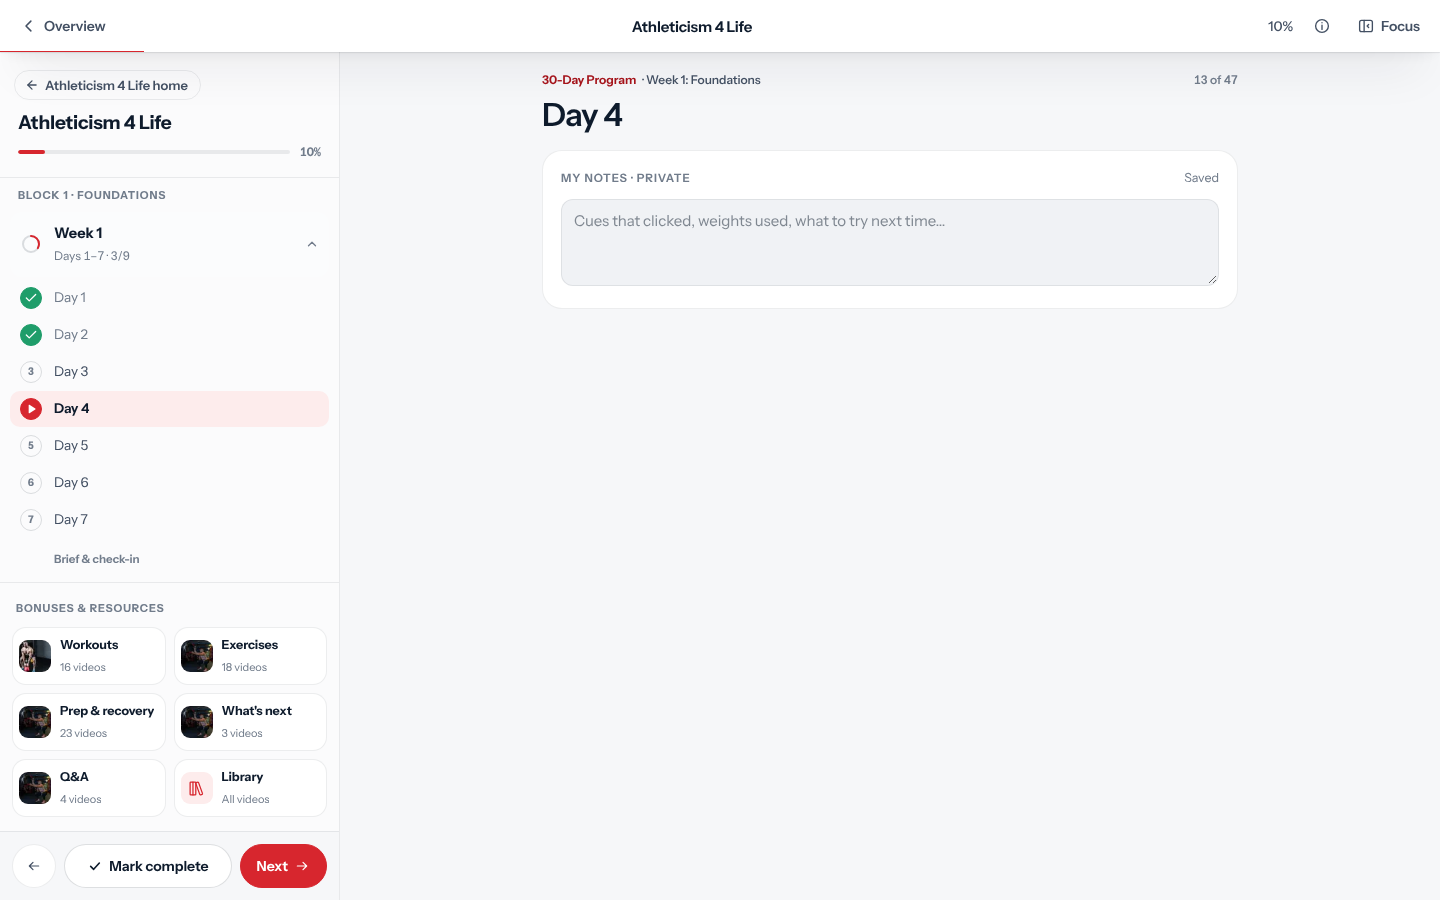 Overview
Athleticism 4 Life
10%
Focus
Athleticism 4 Life home
Athleticism 4 Life
10%
BLOCK 1 · FOUNDATIONS
Week 1
Days 1–7 · 3/9
Day 1
Day 2
3 Day 3
Day 4
5 Day 5
6 Day 6
7 Day 7
Brief & check-in
BONUSES & RESOURCES
Workouts
16 videos
Exercises
18 videos
Prep & recovery
23 videos
What's next
3 videos
Q&A
4 videos
Library
All videos
Mark complete
Next
30-Day Program · Week 1: Foundations
13 of 47
Day 4
MY NOTES · PRIVATE
Saved
Cues that clicked, weights used, what to try next time...